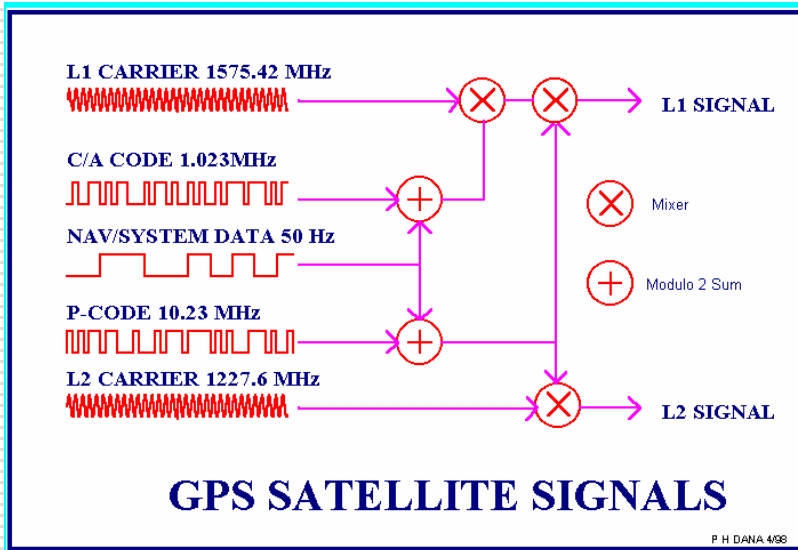 L1 CARRIER 1575.42 MHz
L1 SIGNAL
C/A CODE 1.023MHz
Mixer
NAV/SYSTEM DATA 50 Hz
Modulo 2 Sum
P-CODE 10.23 MHz
L2 CARRIER 1227.6 MHz
L2 SIGNAL
GPS SATELLITE SIGNALS
P H DANA 4/98